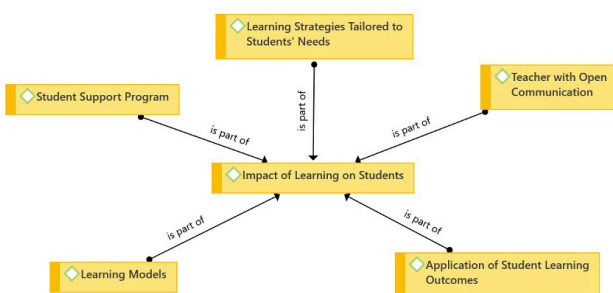 Learning Strategies Tailored to
Students' Needs
Teacher with Open
Communication
Student Support Program
is part of
is part of
is part of
Impact of Learning on Students
is part of
is part of
Learning Models
Application of Student Learning
Outcomes